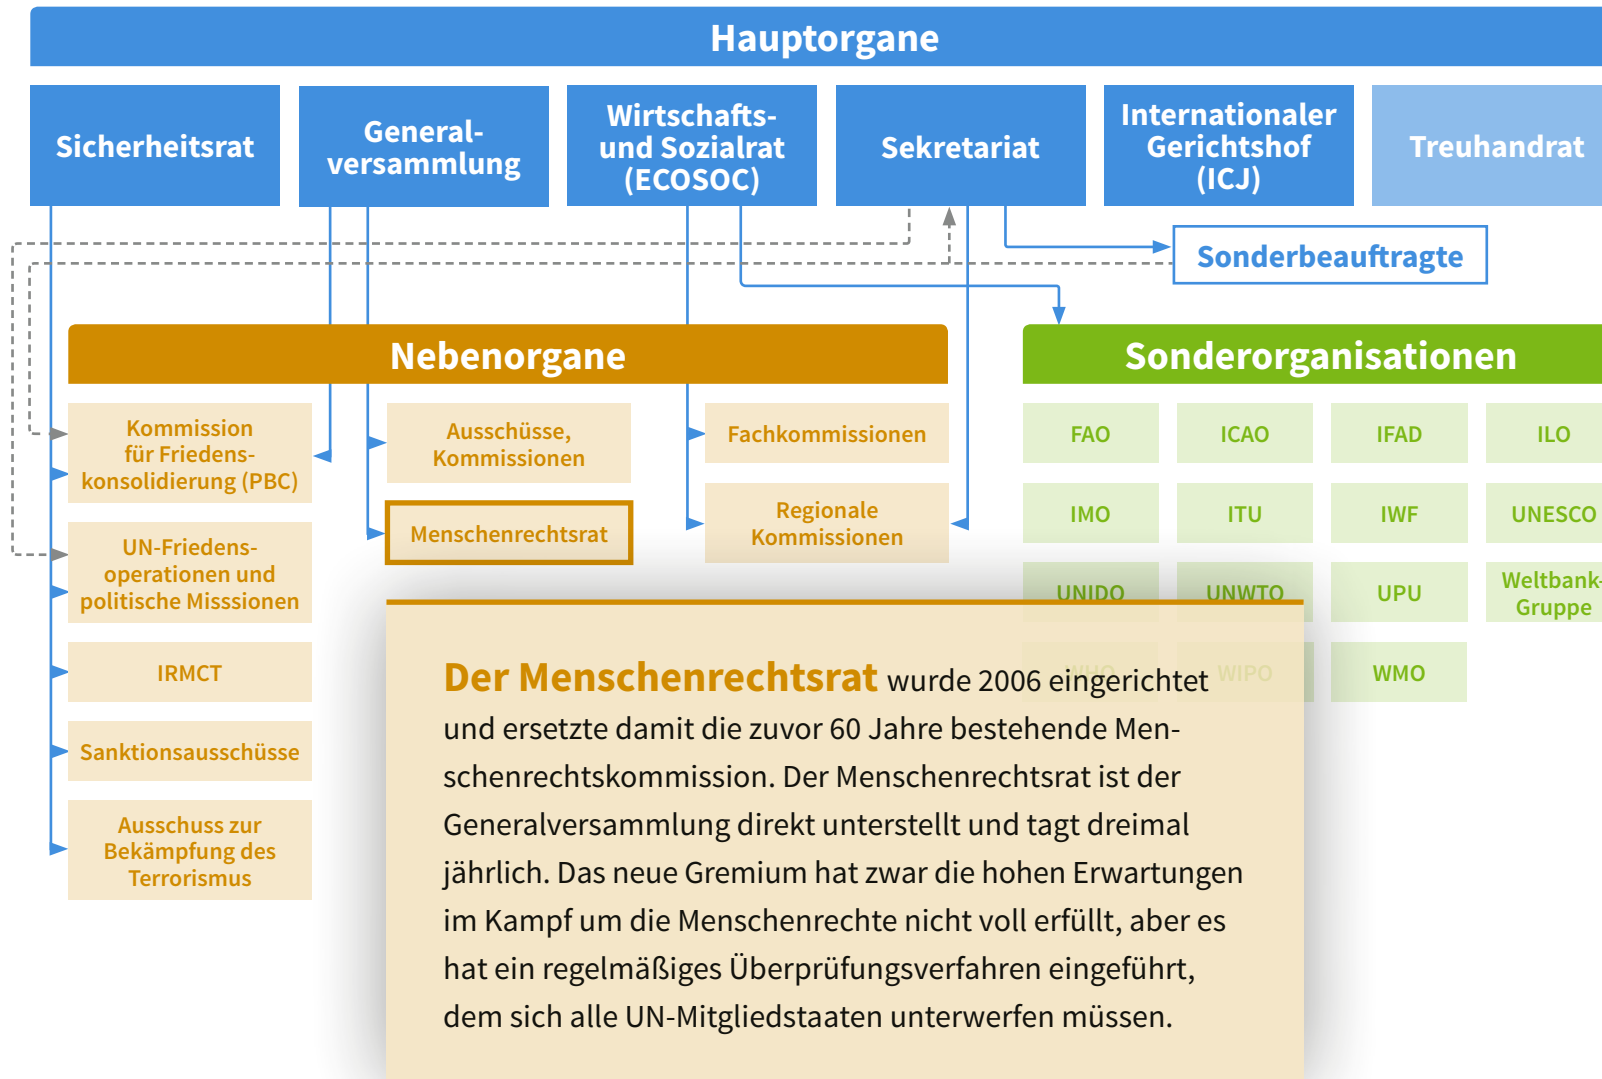 Hauptorgane
Sicherheitsrat
General-
versammlung
Wirtschafts-
und Sozialrat
(ECOSOC)
Sekretariat
Internationaler
Gerichtshof
(ICJ)
Treuhandrat
Sonderbeauftragte
Nebenorgane
Kommission
für Friedens-
konsolidierung (PBC)
UN-Friedens-
operationen und
politische Misssionen
IRMCT
Sanktionsausschüsse
Ausschuss zur
Bekämpfung des
Terrorismus
Ausschüsse,
Kommissionen
Menschenrechtsrat
Fachkommissionen
Regionale
Kommissionen
Sonderorganisationen
FAO
ICAO
IFAD
ILO
IMO
ITU
IWF
UNESCO
UNIDO
UNWTO
UPU
Weltbank-
Gruppe
WHO
WIPO
WMO
Der Menschenrechtsrat wurde 2006 eingerichtet
und ersetzte damit die zuvor 60 Jahre bestehende Men-
schenrechtskommission. Der Menschenrechtsrat ist der
Generalversammlung direkt unterstellt und tagt dreimal
jährlich. Das neue Gremium hat zwar die hohen Erwartungen
im Kampf um die Menschenrechte nicht voll erfüllt, aber es
hat ein regelmäßiges Überprüfungsverfahren eingeführt,
dem sich alle UN-Mitgliedstaaten unterwerfen müssen.